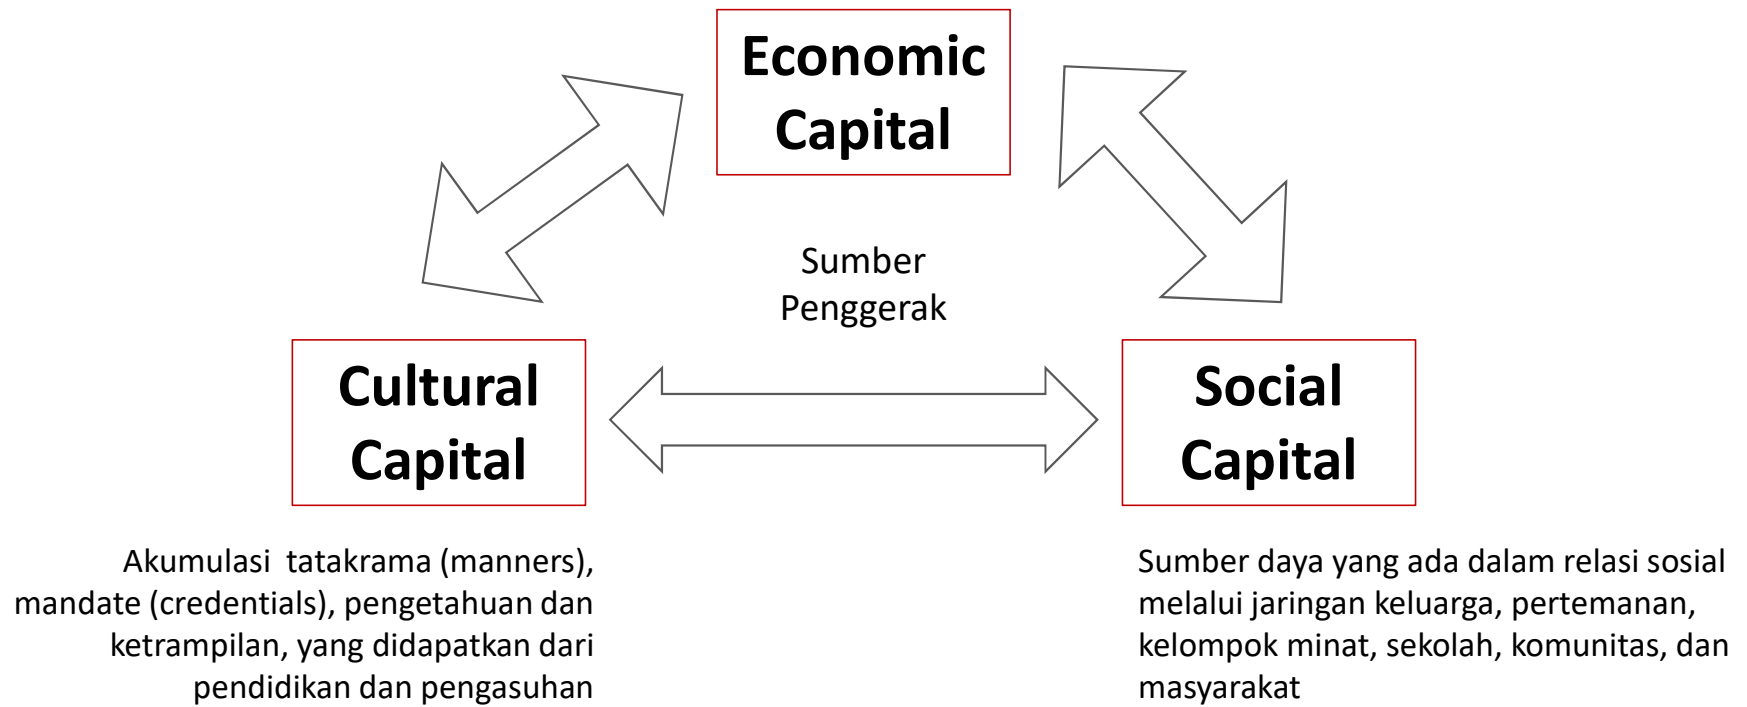 Economic
Capital
Sumber
Penggerak
Cultural
Capital
Social
Capital
Akumulasi  tatakrama (manners),
mandate (credentials), pengetahuan dan
ketrampilan, yang didapatkan dari
pendidikan dan pengasuhan
Sumber daya yang ada dalam relasi sosial
melalui jaringan keluarga, pertemanan,
kelompok minat, sekolah, komunitas, dan
masyarakat